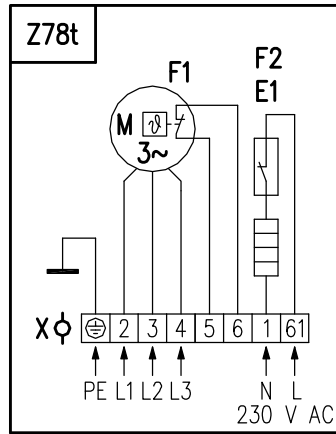 Z78t
F1
F2
E1
M
ϑ
3~
X
2 3 4 5 6 1 61
PE L1 L2 L3 N L
230 V AC